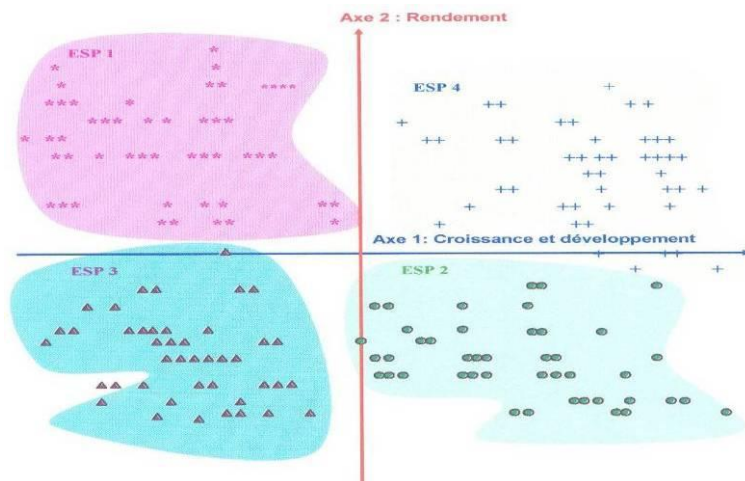 Axe 2 : Rendement
ESP 1
ESP 4
Axe 1: Croissance et développement
ESP 3
ESP 2